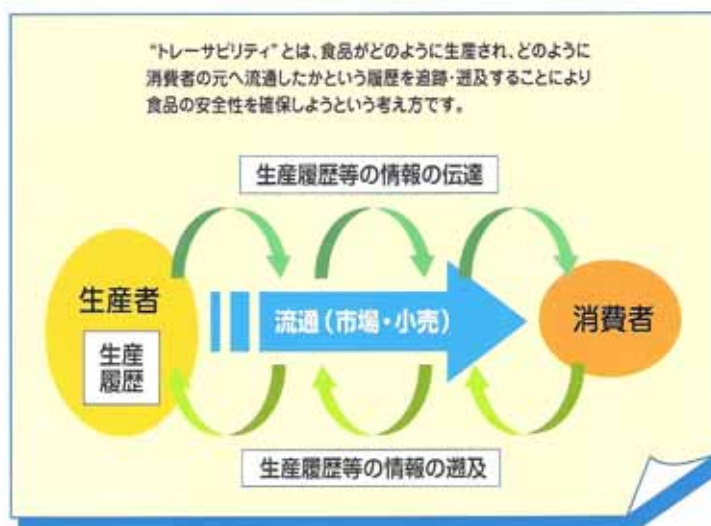 “トレーサビリティ”とは、食品がどのように生産され、どのように
消費者の元へ流通したかという履歴を追跡・遡及することにより
食品の安全性を確保しようという考え方です。
生産履歴等の情報の伝達
生産者
生産
履歴
流通（市場・小売）
消費者
生産履歴等の情報の遡及